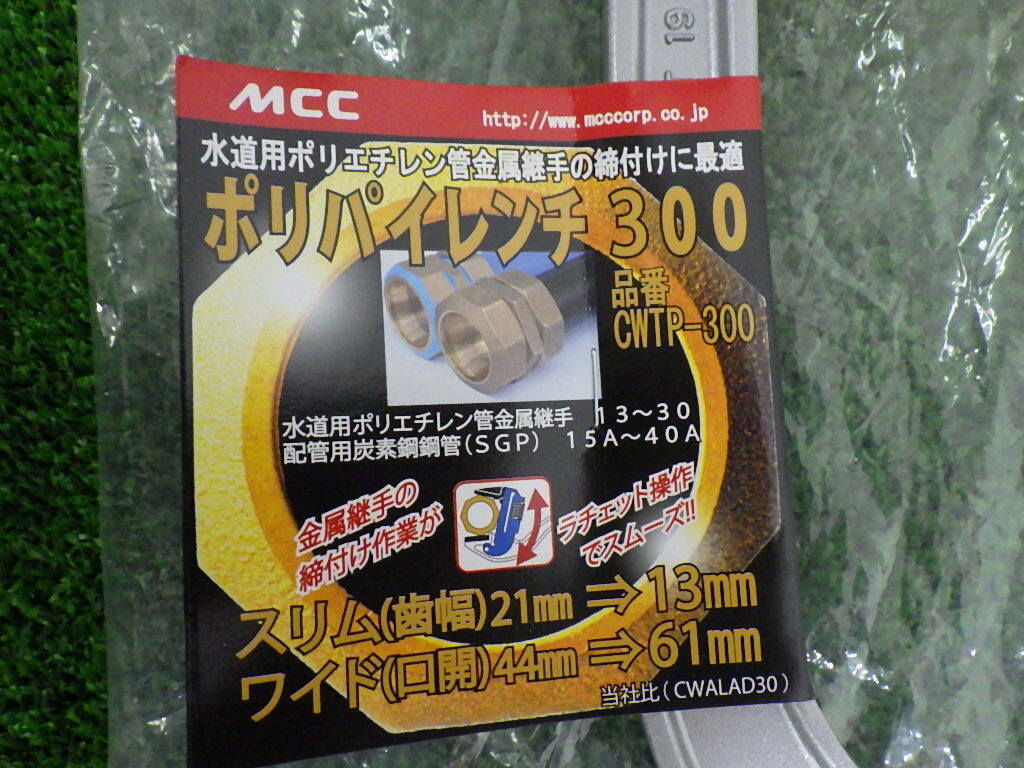 MCC
http://www.mcccorp.co.jp
水道用ポリエチレン管金属継手の締付けに最適
ポリパイレンチ300
品番
CWTP-300
水道用ポリエチレン管金属継手 13～30
配管用炭素鋼鋼管(SGP) 15A～40A
金属継手の
締付け作業が
ラチェット操作
でスムーズ!!
スリム(歯幅)21mm⇒13mm
ワイド(口開)44mm⇒61mm
当社比(CWALAD30)